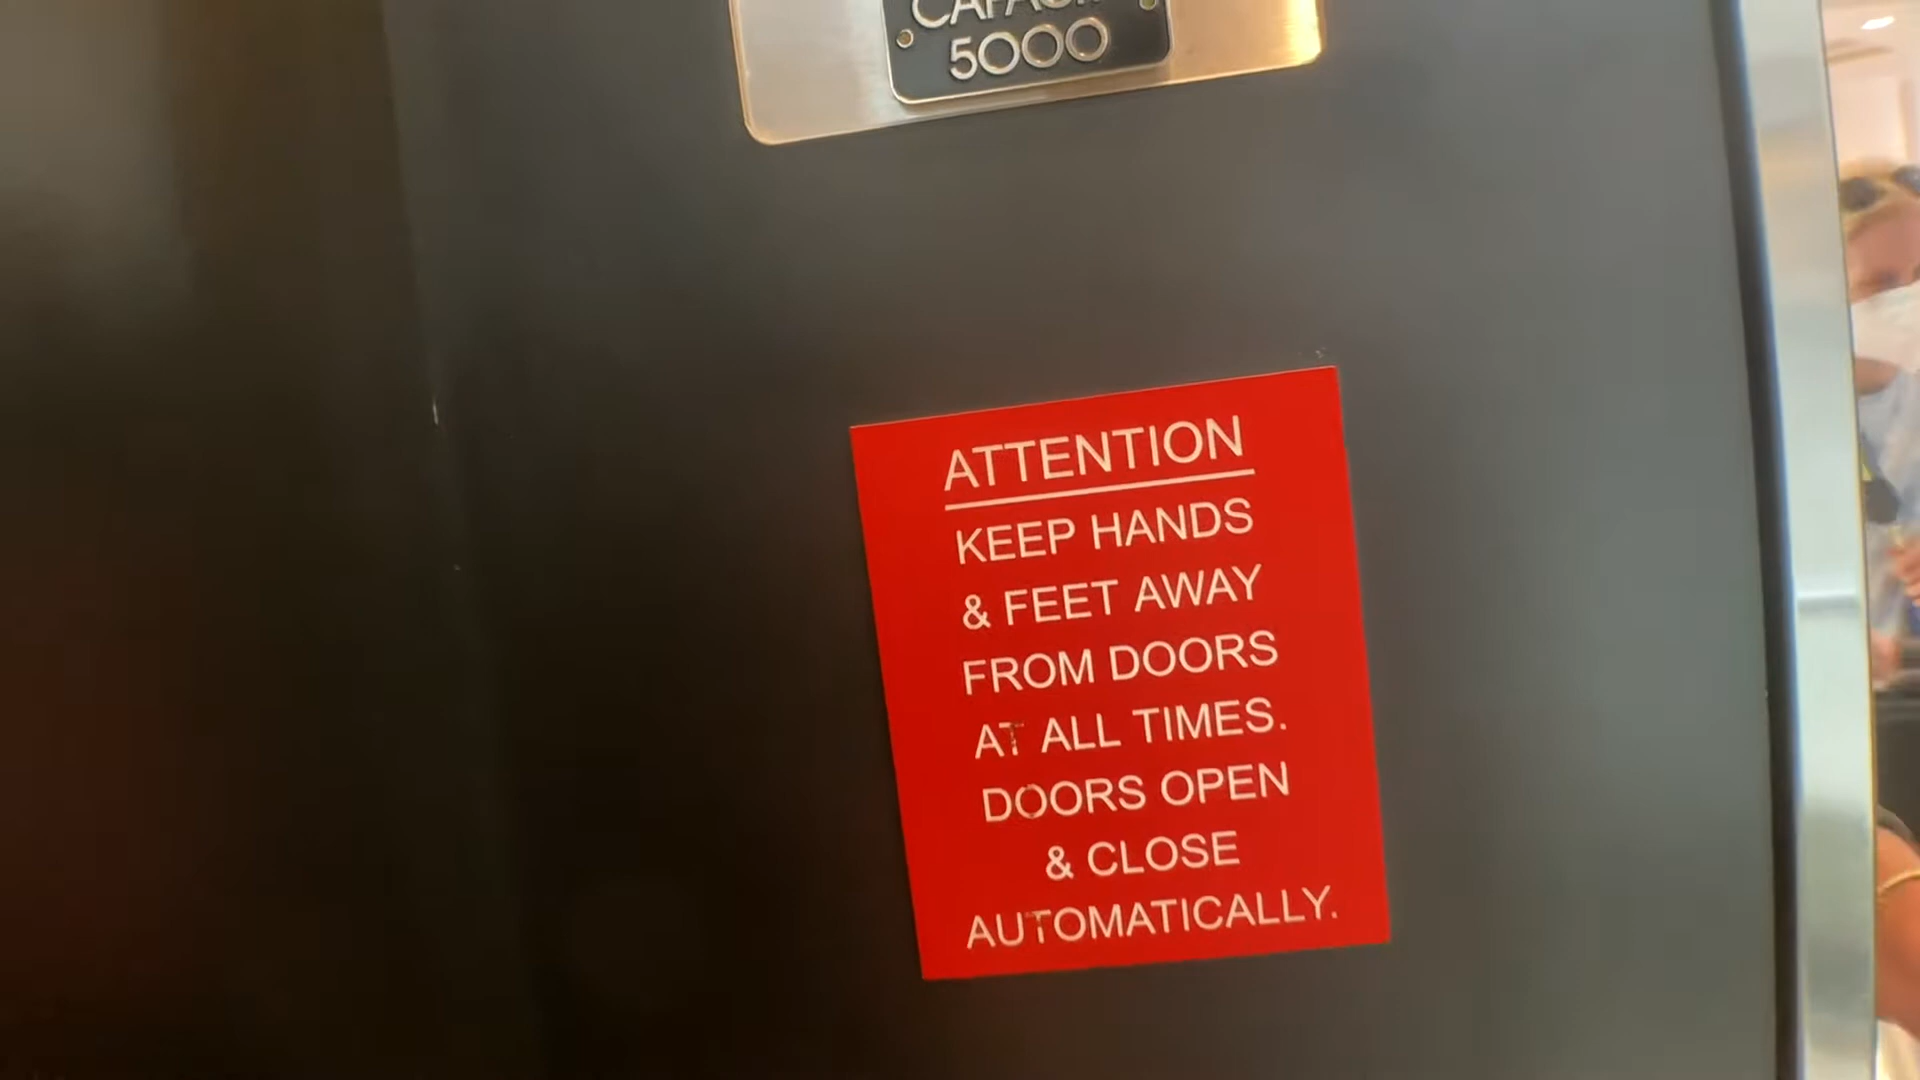 5000
ATTENTION
KEEP HANDS
& FEET AWAY
FROM DOORS
AT ALL TIMES.
DOORS OPEN
& CLOSE
AUTOMATICALLY.